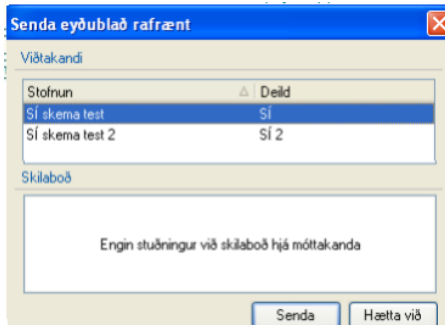 Senda eyðublað rafrænt
Viðtakandi
Stofnun Deild
SÍ skema test SÍ
SÍ skema test 2 SÍ 2
Skilaboð
Engin stuðningur við skilaboð hjá móttakanda
Senda Hætta við